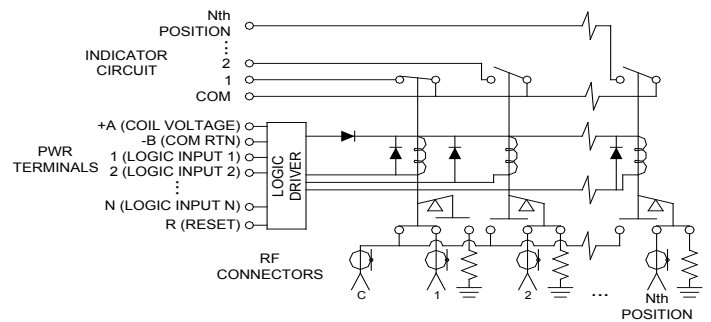 Nth
POSITION
⋮
INDICATOR
CIRCUIT
2
1
COM
PWR
TERMINALS
+A (COIL VOLTAGE)
-B (COM RTN)
1 (LOGIC INPUT 1)
2 (LOGIC INPUT 2)
⋮
N (LOGIC INPUT N)
R (RESET)
LOGIC
DRIVER
RF
CONNECTORS
C
1
2
...
Nth
POSITION